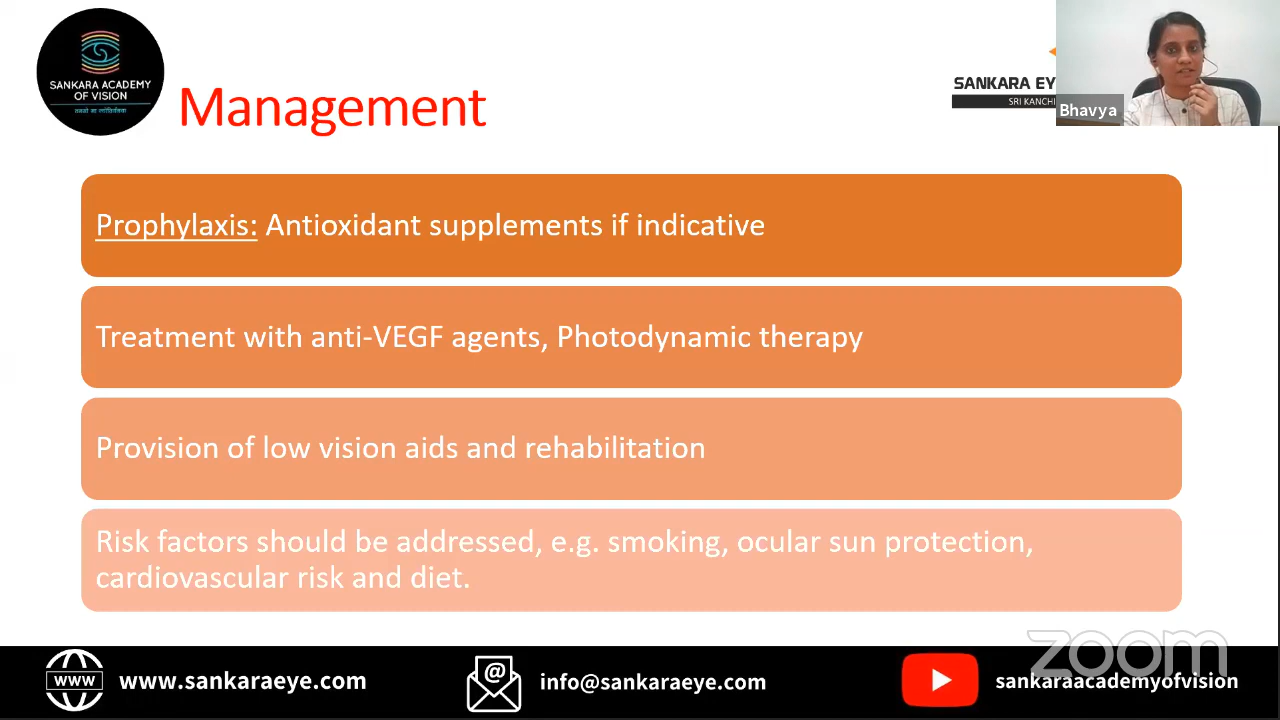 SANKARA ACADEMY
OF VISION
Management
SANKARA EY
SRI KANCHI
Bhavya
Prophylaxis: Antioxidant supplements if indicative
Treatment with anti-VEGF agents, Photodynamic therapy
Provision of low vision aids and rehabilitation
Risk factors should be addressed, e.g. smoking, ocular sun protection,
cardiovascular risk and diet.
zoom
www
www.sankaraeye.com
@
info@sankaraeye.com
sankaraacademyofvision